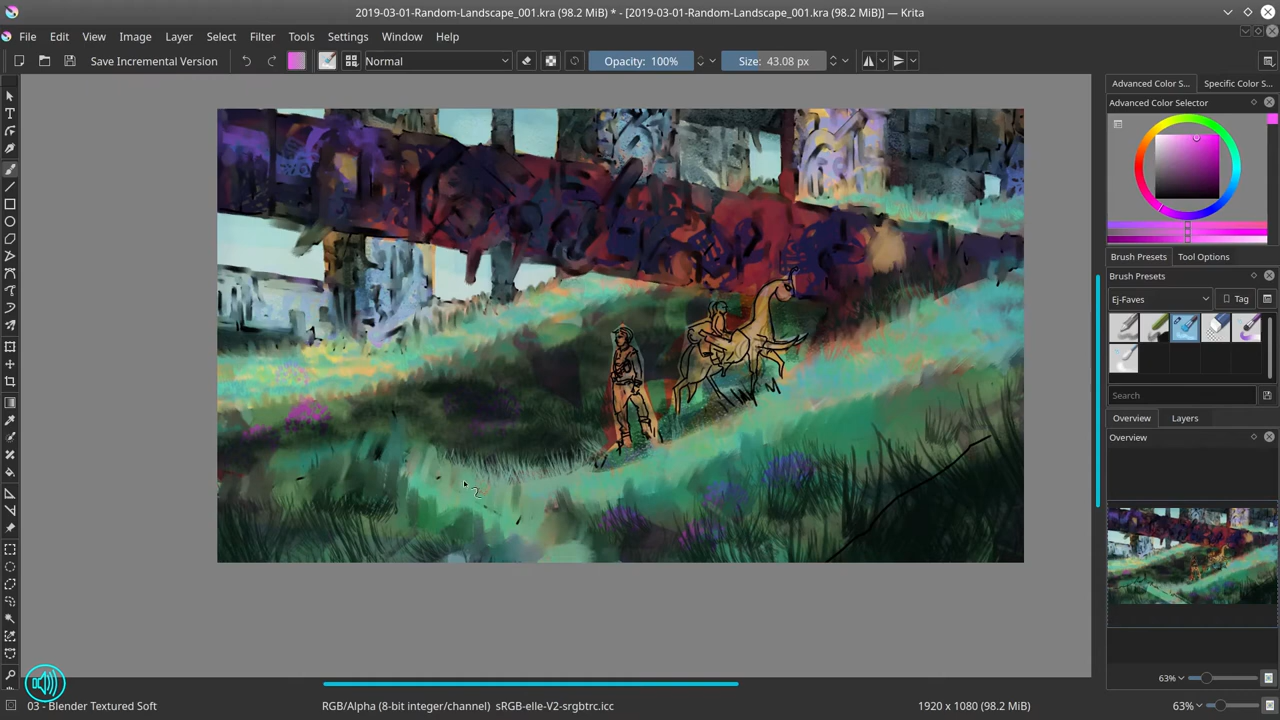 2019-03-01-Random-Landscape_001.kra (98.2 MiB) * - [2019-03-01-Random-Landscape_001.kra (98.2 MiB)] — Krita
File Edit View Image Layer Select Filter Tools Settings Window Help
Save Incremental Version Normal Opacity: 100% Size: 43.08 px
Advanced Color S... Specific Color S...
Advanced Color Selector
Brush Presets Tool Options
Brush Presets
Ej-Faves Tag
Search
Overview Layers
Overview
63%
03 - Blender Textured Soft RGB/Alpha (8-bit integer/channel) sRGB-elle-V2-srgbtrc.icc 1920 x 1080 (98.2 MiB) 63%